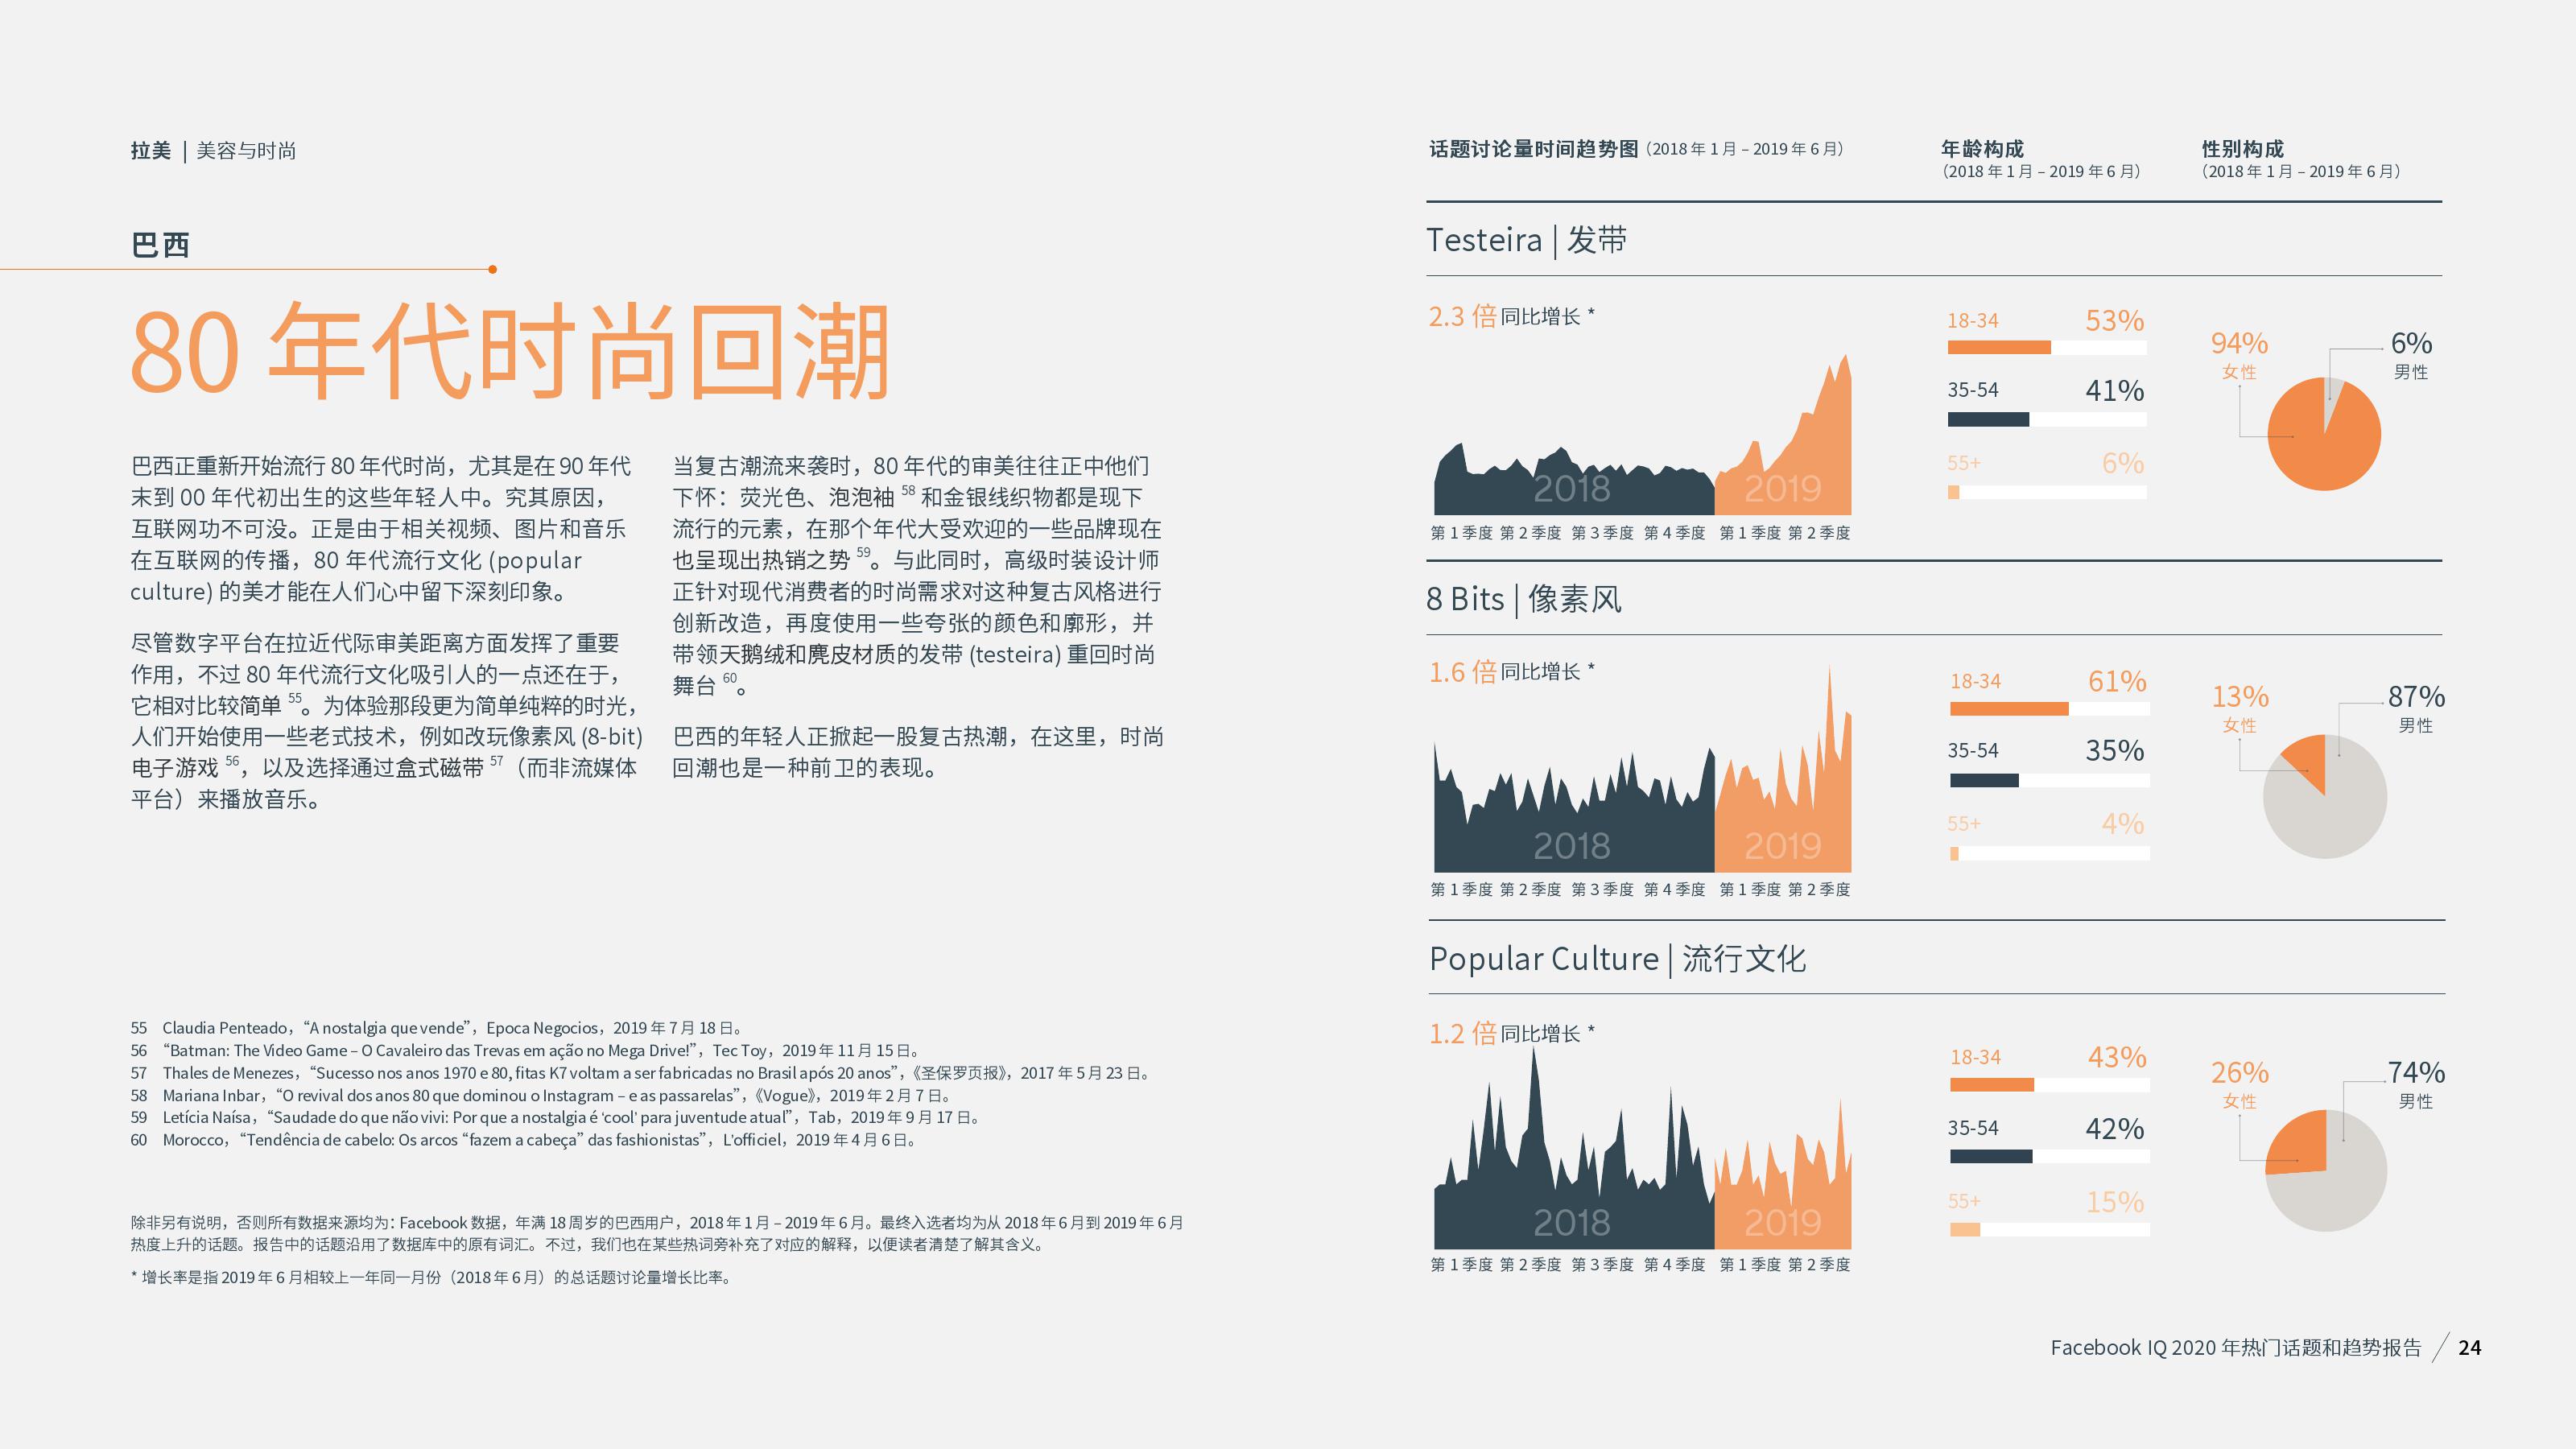 拉美 | 美容与时尚
巴西
80 年代时尚回潮
巴西正重新开始流行 80 年代时尚，尤其是在 90 年代
末到 00 年代初出生的这些年轻人中。究其原因，
互联网功不可没。正是由于相关视频、图片和音乐
在互联网的传播，80 年代流行文化 (popular
culture) 的美才能在人们心中留下深刻印象。
尽管数字平台在拉近代际审美距离方面发挥了重要
作用，不过 80 年代流行文化吸引人的一点还在于，
它相对比较简单 55。为体验那段更为简单纯粹的时光，
人们开始使用一些老式技术，例如改玩像素风 (8-bit)
电子游戏 56，以及选择通过盒式磁带 57（而非流媒体
平台）来播放音乐。
当复古潮流来袭时，80 年代的审美往往正中他们
下怀：荧光色、泡泡袖 58 和金银线织物都是现下
流行的元素，在那个年代大受欢迎的一些品牌现在
也呈现出热销之势 59。与此同时，高级时装设计师
正针对现代消费者的时尚需求对这种复古风格进行
创新改造，再度使用一些夸张的颜色和廓形，并
带领天鹅绒和麂皮材质的发带 (testeira) 重回时尚
舞台 60。
巴西的年轻人正掀起一股复古热潮，在这里，时尚
回潮也是一种前卫的表现。
55 Claudia Penteado，“A nostalgia que vende”，Epoca Negocios，2019 年 7 月 18 日。
56 “Batman: The Video Game – O Cavaleiro das Trevas em ação no Mega Drive!”，Tec Toy，2019 年 11 月 15 日。
57 Thales de Menezes，“Sucesso nos anos 1970 e 80, fitas K7 voltam a ser fabricadas no Brasil após 20 anos”，《圣保罗页报》，2017 年 5 月 23 日。
58 Mariana Inbar，“O revival dos anos 80 que dominou o Instagram – e as passarelas”，《Vogue》，2019 年 2 月 7 日。
59 Letícia Naísa，“Saudade do que não vivi: Por que a nostalgia é 'cool' para juventude atual”，Tab，2019 年 9 月 17 日。
60 Morocco，“Tendência de cabelo: Os arcos “fazem a cabeça” das fashionistas”，L'officiel，2019 年 4 月 6 日。
除非另有说明，否则所有数据来源均为：Facebook 数据，年满 18 周岁的巴西用户，2018 年 1 月 – 2019 年 6 月。最终入选者均为从 2018 年 6 月到 2019 年 6 月
热度上升的话题。报告中的话题沿用了数据库中的原有词汇。不过，我们也在某些热词旁补充了对应的解释，以便读者清楚了解其含义。
* 增长率是指 2019 年 6 月相较上一年同一月份（2018 年 6 月）的总话题讨论量增长比率。
话题讨论量时间趋势图（2018 年 1 月 – 2019 年 6 月）
年龄构成
（2018 年 1 月 – 2019 年 6 月）
性别构成
（2018 年 1 月 – 2019 年 6 月）
Testeira | 发带
2.3 倍同比增长 *
2018
2019
第 1 季度 第 2 季度 第 3 季度 第 4 季度 第 1 季度 第 2 季度
18-34 53%
35-54 41%
55+ 6%
94%
女性
6%
男性
8 Bits | 像素风
1.6 倍同比增长 *
2018
2019
第 1 季度 第 2 季度 第 3 季度 第 4 季度 第 1 季度 第 2 季度
18-34 61%
35-54 35%
55+ 4%
13%
女性
87%
男性
Popular Culture | 流行文化
1.2 倍同比增长 *
2018
2019
第 1 季度 第 2 季度 第 3 季度 第 4 季度 第 1 季度 第 2 季度
18-34 43%
35-54 42%
55+ 15%
26%
女性
74%
男性
Facebook IQ 2020 年热门话题和趋势报告 / 24